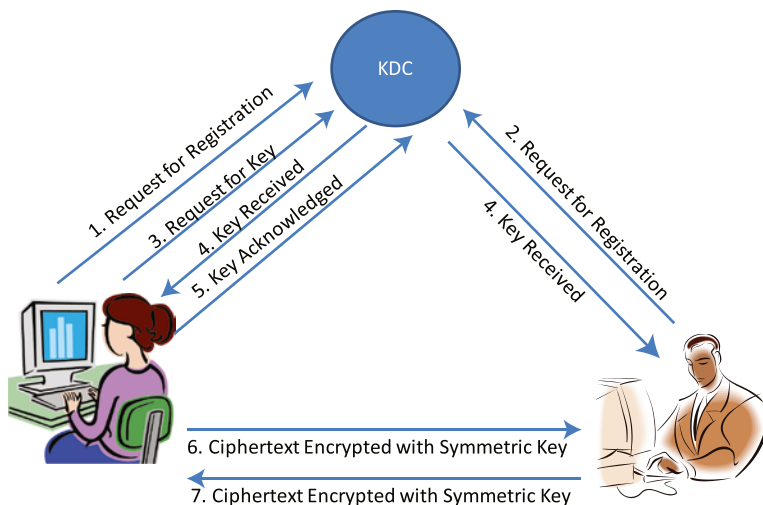 KDC
1. Request for Registration
3. Request for Key
4. Key Received
5. Key Acknowledged
2. Request for Registration
4. Key Received
6. Ciphertext Encrypted with Symmetric Key
7. Ciphertext Encrypted with Symmetric Key